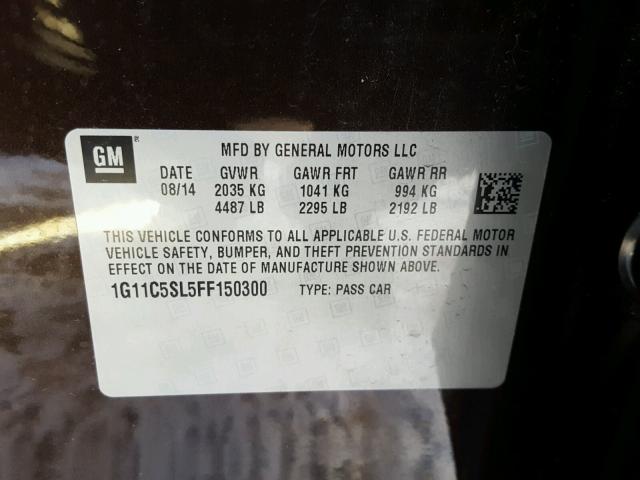 GM
MFD BY GENERAL MOTORS LLC
DATE GVWR GAWR FRT GAWR RR
08/14 2035 KG 1041 KG 994 KG
4487 LB 2295 LB 2192 LB
THIS VEHICLE CONFORMS TO ALL APPLICABLE U.S. FEDERAL MOTOR
VEHICLE SAFETY, BUMPER, AND THEFT PREVENTION STANDARDS IN
EFFECT ON THE DATE OF MANUFACTURE SHOWN ABOVE.
1G11C5SL5FF150300 TYPE: PASS CAR